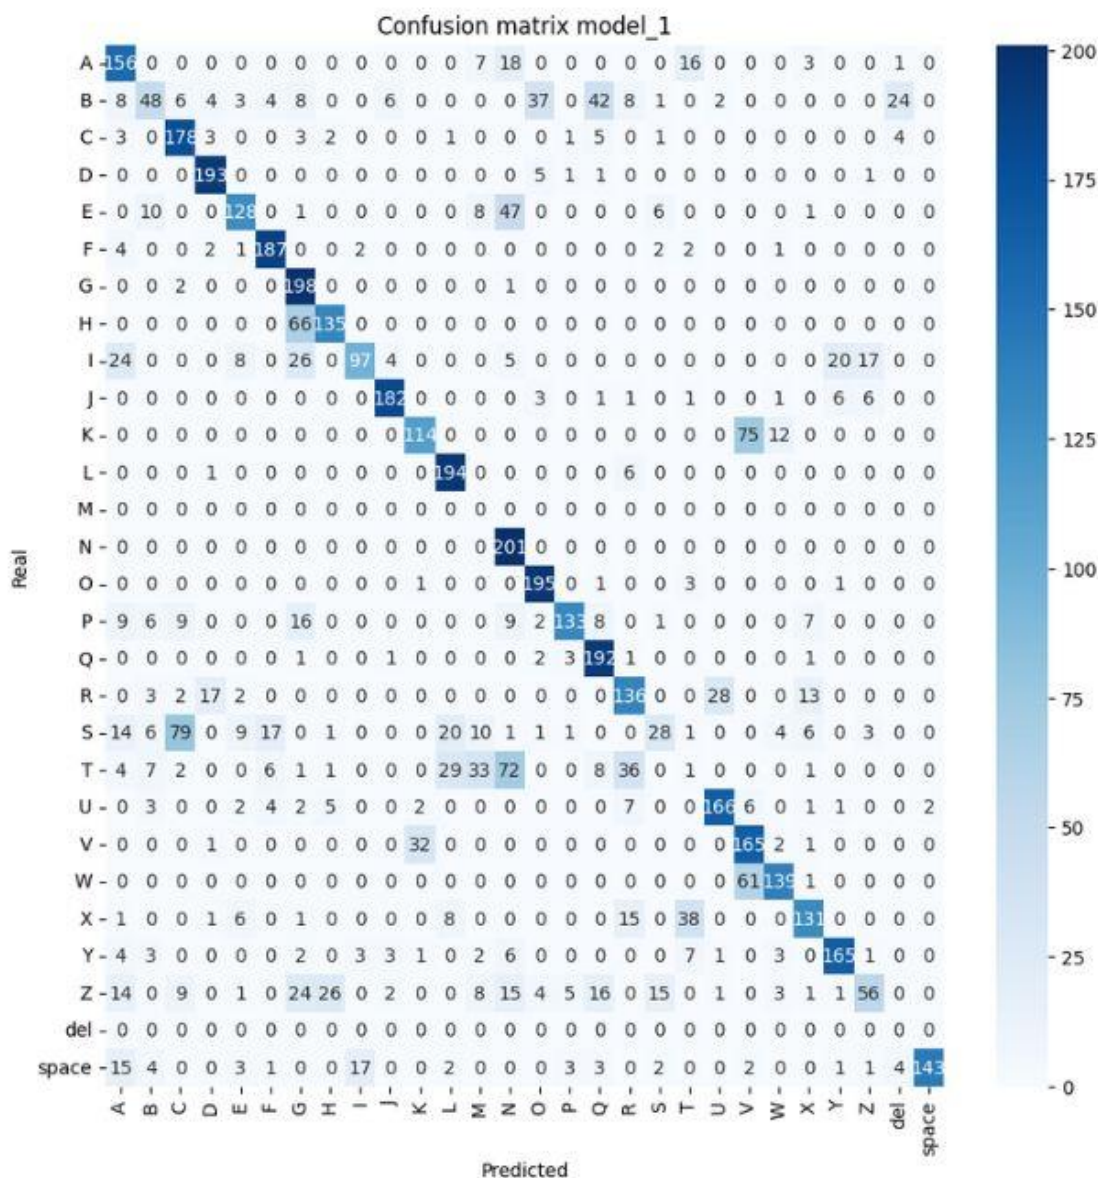 Confusion matrix model_1
A 156 0 0 0 0 0 0 0 0 0 0 0 7 18 0 0 0 0 0 16 0 0 0 3 0 0 1 0
B 8 48 6 4 3 4 8 0 0 6 0 0 0 0 37 0 42 8 1 0 2 0 0 0 0 0 24 0
C 3 0 178 3 0 0 3 2 0 0 0 1 0 0 0 1 5 0 1 0 0 0 0 0 0 0 4 0
D 0 0 0 193 0 0 0 0 0 0 0 0 0 0 5 1 1 0 0 0 0 0 0 0 0 1 0 0
E 0 10 0 0 128 0 1 0 0 0 0 0 8 47 0 0 0 0 6 0 0 0 0 1 0 0 0 0
F 4 0 0 2 1 187 0 0 2 0 0 0 0 0 0 0 0 0 2 2 0 0 1 0 0 0 0 0
G 0 0 2 0 0 0 198 0 0 0 0 0 0 1 0 0 0 0 0 0 0 0 0 0 0 0 0 0
H 0 0 0 0 0 0 66 135 0 0 0 0 0 0 0 0 0 0 0 0 0 0 0 0 0 0 0 0
I 24 0 0 0 8 0 26 0 97 4 0 0 0 5 0 0 0 0 0 0 0 0 0 0 20 17 0 0
J 0 0 0 0 0 0 0 0 0 182 0 0 0 0 3 0 1 1 0 1 0 0 1 0 6 6 0 0
K 0 0 0 0 0 0 0 0 0 0 114 0 0 0 0 0 0 0 0 0 0 75 12 0 0 0 0 0
L 0 0 0 1 0 0 0 0 0 0 0 194 0 0 0 0 0 6 0 0 0 0 0 0 0 0 0 0
M 0 0 0 0 0 0 0 0 0 0 0 0 0 0 0 0 0 0 0 0 0 0 0 0 0 0 0 0
N 0 0 0 0 0 0 0 0 0 0 0 0 0 201 0 0 0 0 0 0 0 0 0 0 0 0 0 0
O 0 0 0 0 0 0 0 0 0 0 1 0 0 0 195 0 1 0 0 3 0 0 0 0 1 0 0 0
P 9 6 9 0 0 0 16 0 0 0 0 0 0 9 2 133 8 0 1 0 0 0 0 7 0 0 0 0
Q 0 0 0 0 0 0 1 0 0 1 0 0 0 0 2 3 192 1 0 0 0 0 0 1 0 0 0 0
R 0 3 2 17 2 0 0 0 0 0 0 0 0 0 0 0 0 136 0 0 28 0 0 13 0 0 0 0
S 14 6 79 0 9 17 0 1 0 0 0 20 10 1 1 1 0 0 28 1 0 0 4 6 0 3 0 0
T 4 7 2 0 0 6 1 1 0 0 0 29 33 72 0 0 8 36 0 1 0 0 0 1 0 0 0 0
U 0 3 0 0 2 4 2 5 0 0 2 0 0 0 0 0 0 7 0 0 166 6 0 1 1 0 0 2
V 0 0 0 1 0 0 0 0 0 0 32 0 0 0 0 0 0 0 0 0 0 165 2 1 0 0 0 0
W 0 0 0 0 0 0 0 0 0 0 0 0 0 0 0 0 0 0 0 0 0 61 139 1 0 0 0 0
X 1 0 0 1 6 0 1 0 0 0 0 8 0 0 0 0 0 15 0 38 0 0 0 131 0 0 0 0
Y 4 3 0 0 0 0 2 0 3 3 1 0 2 6 0 0 0 0 0 7 1 0 3 0 165 1 0 0
Z 14 0 9 0 1 0 24 26 0 2 0 0 8 15 4 5 16 0 15 0 1 0 3 1 1 56 0 0
del 0 0 0 0 0 0 0 0 0 0 0 0 0 0 0 0 0 0 0 0 0 0 0 0 0 0 0 0
space 15 4 0 0 3 1 0 0 17 0 0 2 0 0 0 3 3 0 2 0 0 2 0 0 1 1 4 143
A B C D E F G H I J K L M N O P Q R S T U V W X Y Z del space
Real
Predicted
200
175
150
125
100
75
50
25
0